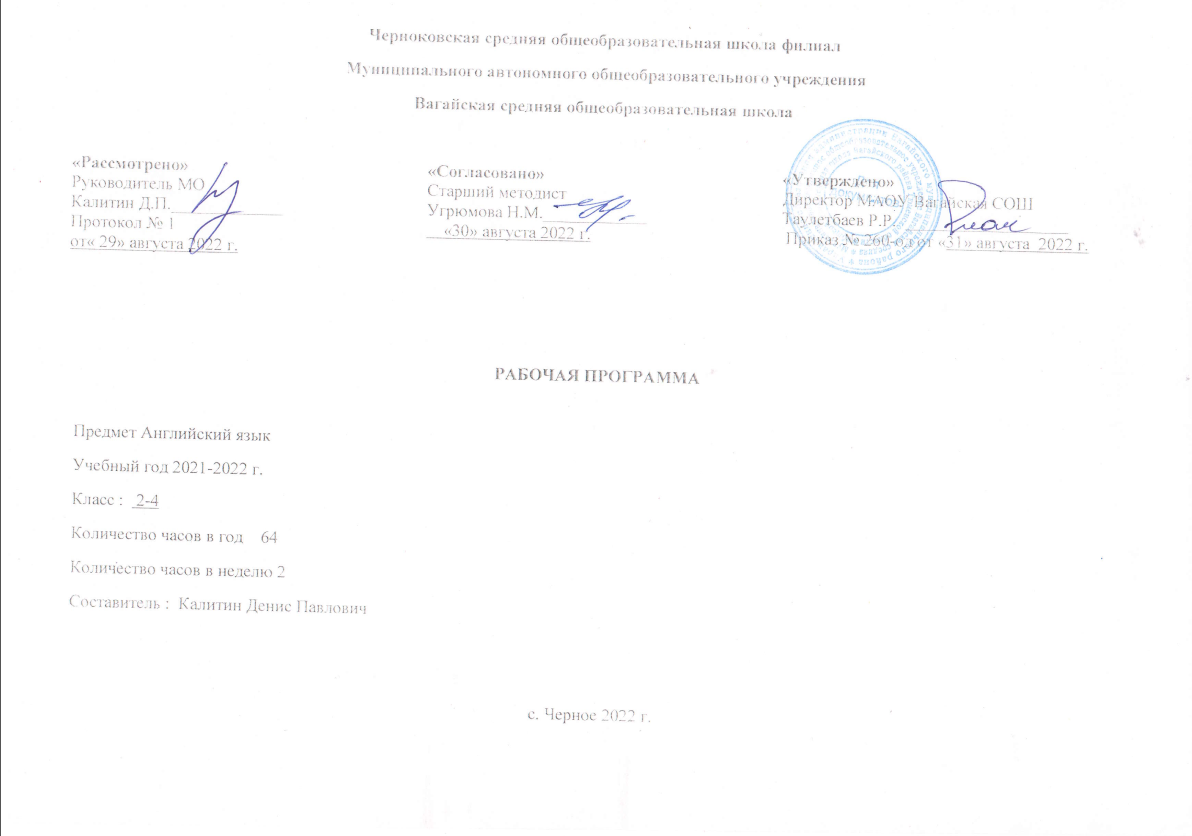 Черноковская средняя общеобразовательная школа филиал
Муниципального автономного общеобразовательного учреждения
Вагайская средняя общеобразовательная школа
«Рассмотрено»
Руководитель МО
Калитин Д.П.
Протокол № 1
от« 29» августа 2022 г.
«Согласовано»
Старший методист
Угрюмова Н.М.
«30» августа 2022 г.
«Утверждено»
Директор МАОУ Вагайская СОШ
Таулетбаев Р.Р.
Приказ № 260-од от «31» августа 2022 г.
РАБОЧАЯ ПРОГРАММА
Предмет Английский язык
Учебный год 2021-2022 г.
Класс : 2-4
Количество часов в год 64
Количество часов в неделю 2
Составитель : Калитин Денис Павлович
с. Черное 2022 г.